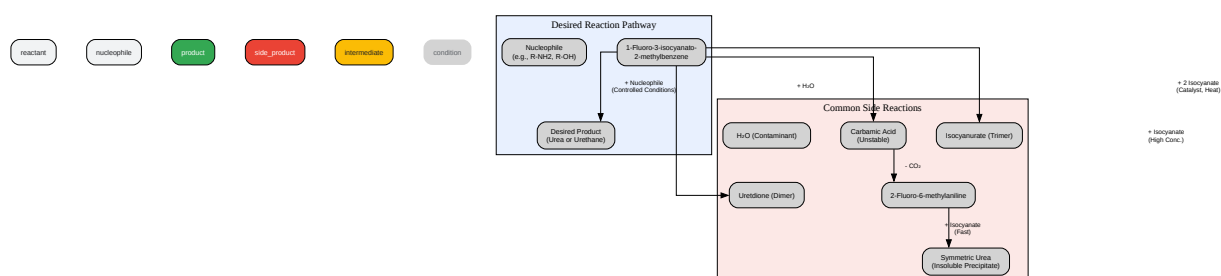 reactant
nucleophile
product
side_product
intermediate
condition
Desired Reaction Pathway
Nucleophile
(e.g., R-NH2, R-OH)
1-Fluoro-3-isocyanato-
2-methylbenzene
+ Nucleophile
(Controlled Conditions)
Desired Product
(Urea or Urethane)
+ H₂O
+ 2 Isocyanate
(Catalyst, Heat)
Common Side Reactions
H₂O (Contaminant)
Carbamic Acid
(Unstable)
Isocyanurate (Trimer)
+ Isocyanate
(High Conc.)
- CO₂
Uretdione (Dimer)
2-Fluoro-6-methylaniline
+ Isocyanate
(Fast)
Symmetric Urea
(Insoluble Precipitate)